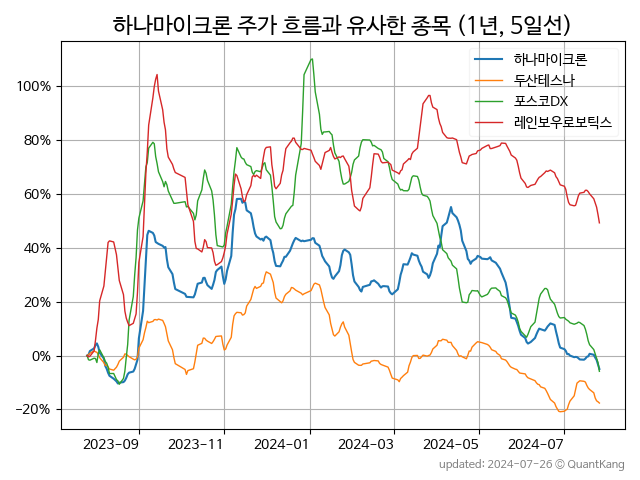 하나마이크론 주가 흐름과 유사한 종목 (1년, 5일선)
하나마이크론
두산테스나
포스코DX
레인보우로보틱스
100%
80%
60%
40%
20%
0%
−20%
2023-09
2023-11
2024-01
2024-03
2024-05
2024-07
updated: 2024-07-26 © QuantKang